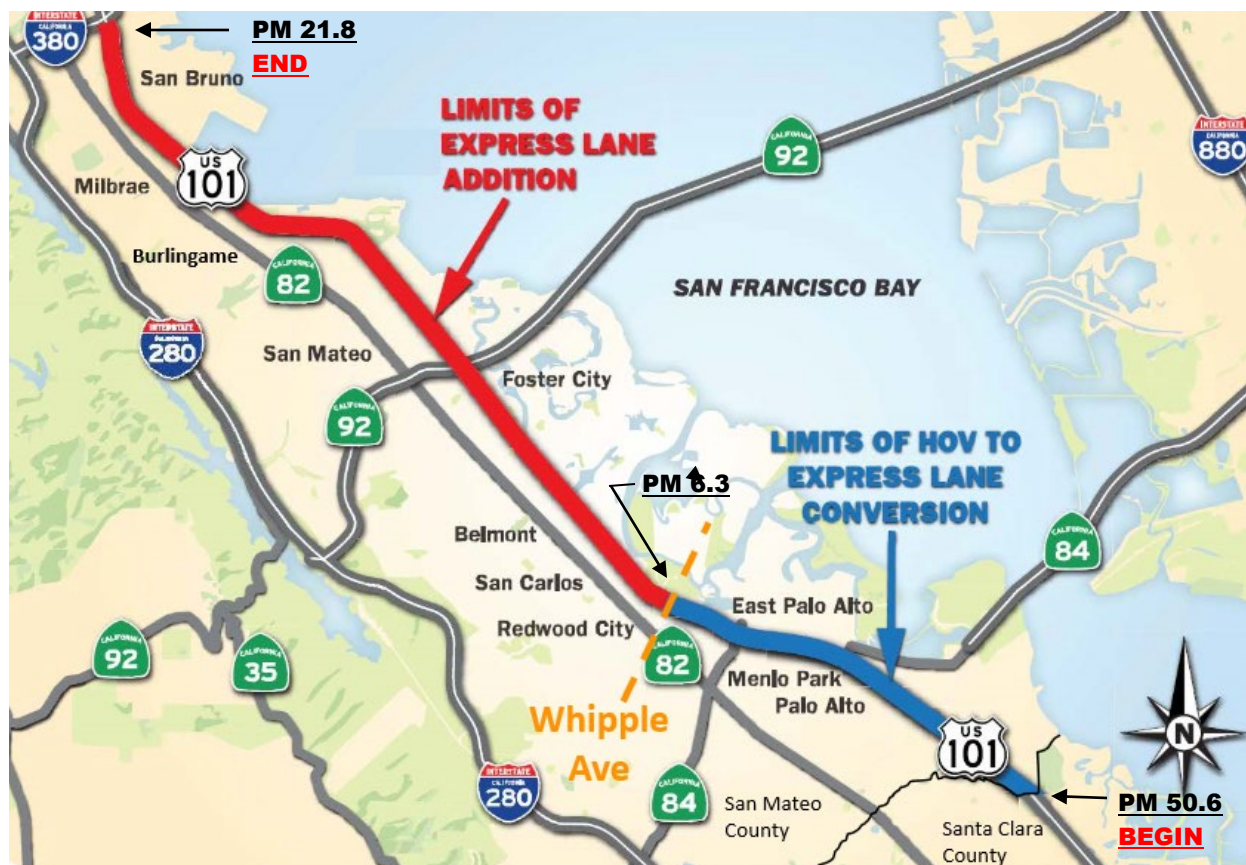 INTERSTATE
CALIFORNIA
380
PM 21.8
END
San Bruno
LIMITS OF
EXPRESS LANE
ADDITION
CALIFORNIA
92
INTERSTATE
CALIFORNIA
880
US
101
Milbrae
Burlingame
CALIFORNIA
82
SAN FRANCISCO BAY
INTERSTATE
CALIFORNIA
280
San Mateo
Foster City
CALIFORNIA
92
LIMITS OF HOV TO
EXPRESS LANE
CONVERSION
PM 6.3
Belmont
CALIFORNIA
84
San Carlos
East Palo Alto
Redwood City
CALIFORNIA
92
CALIFORNIA
35
CALIFORNIA
82
Menlo Park
Palo Alto
Whipple
Ave
US
101
N
INTERSTATE
CALIFORNIA
280
CALIFORNIA
84
San Mateo
County
PM 50.6
BEGIN
Santa Clara
County